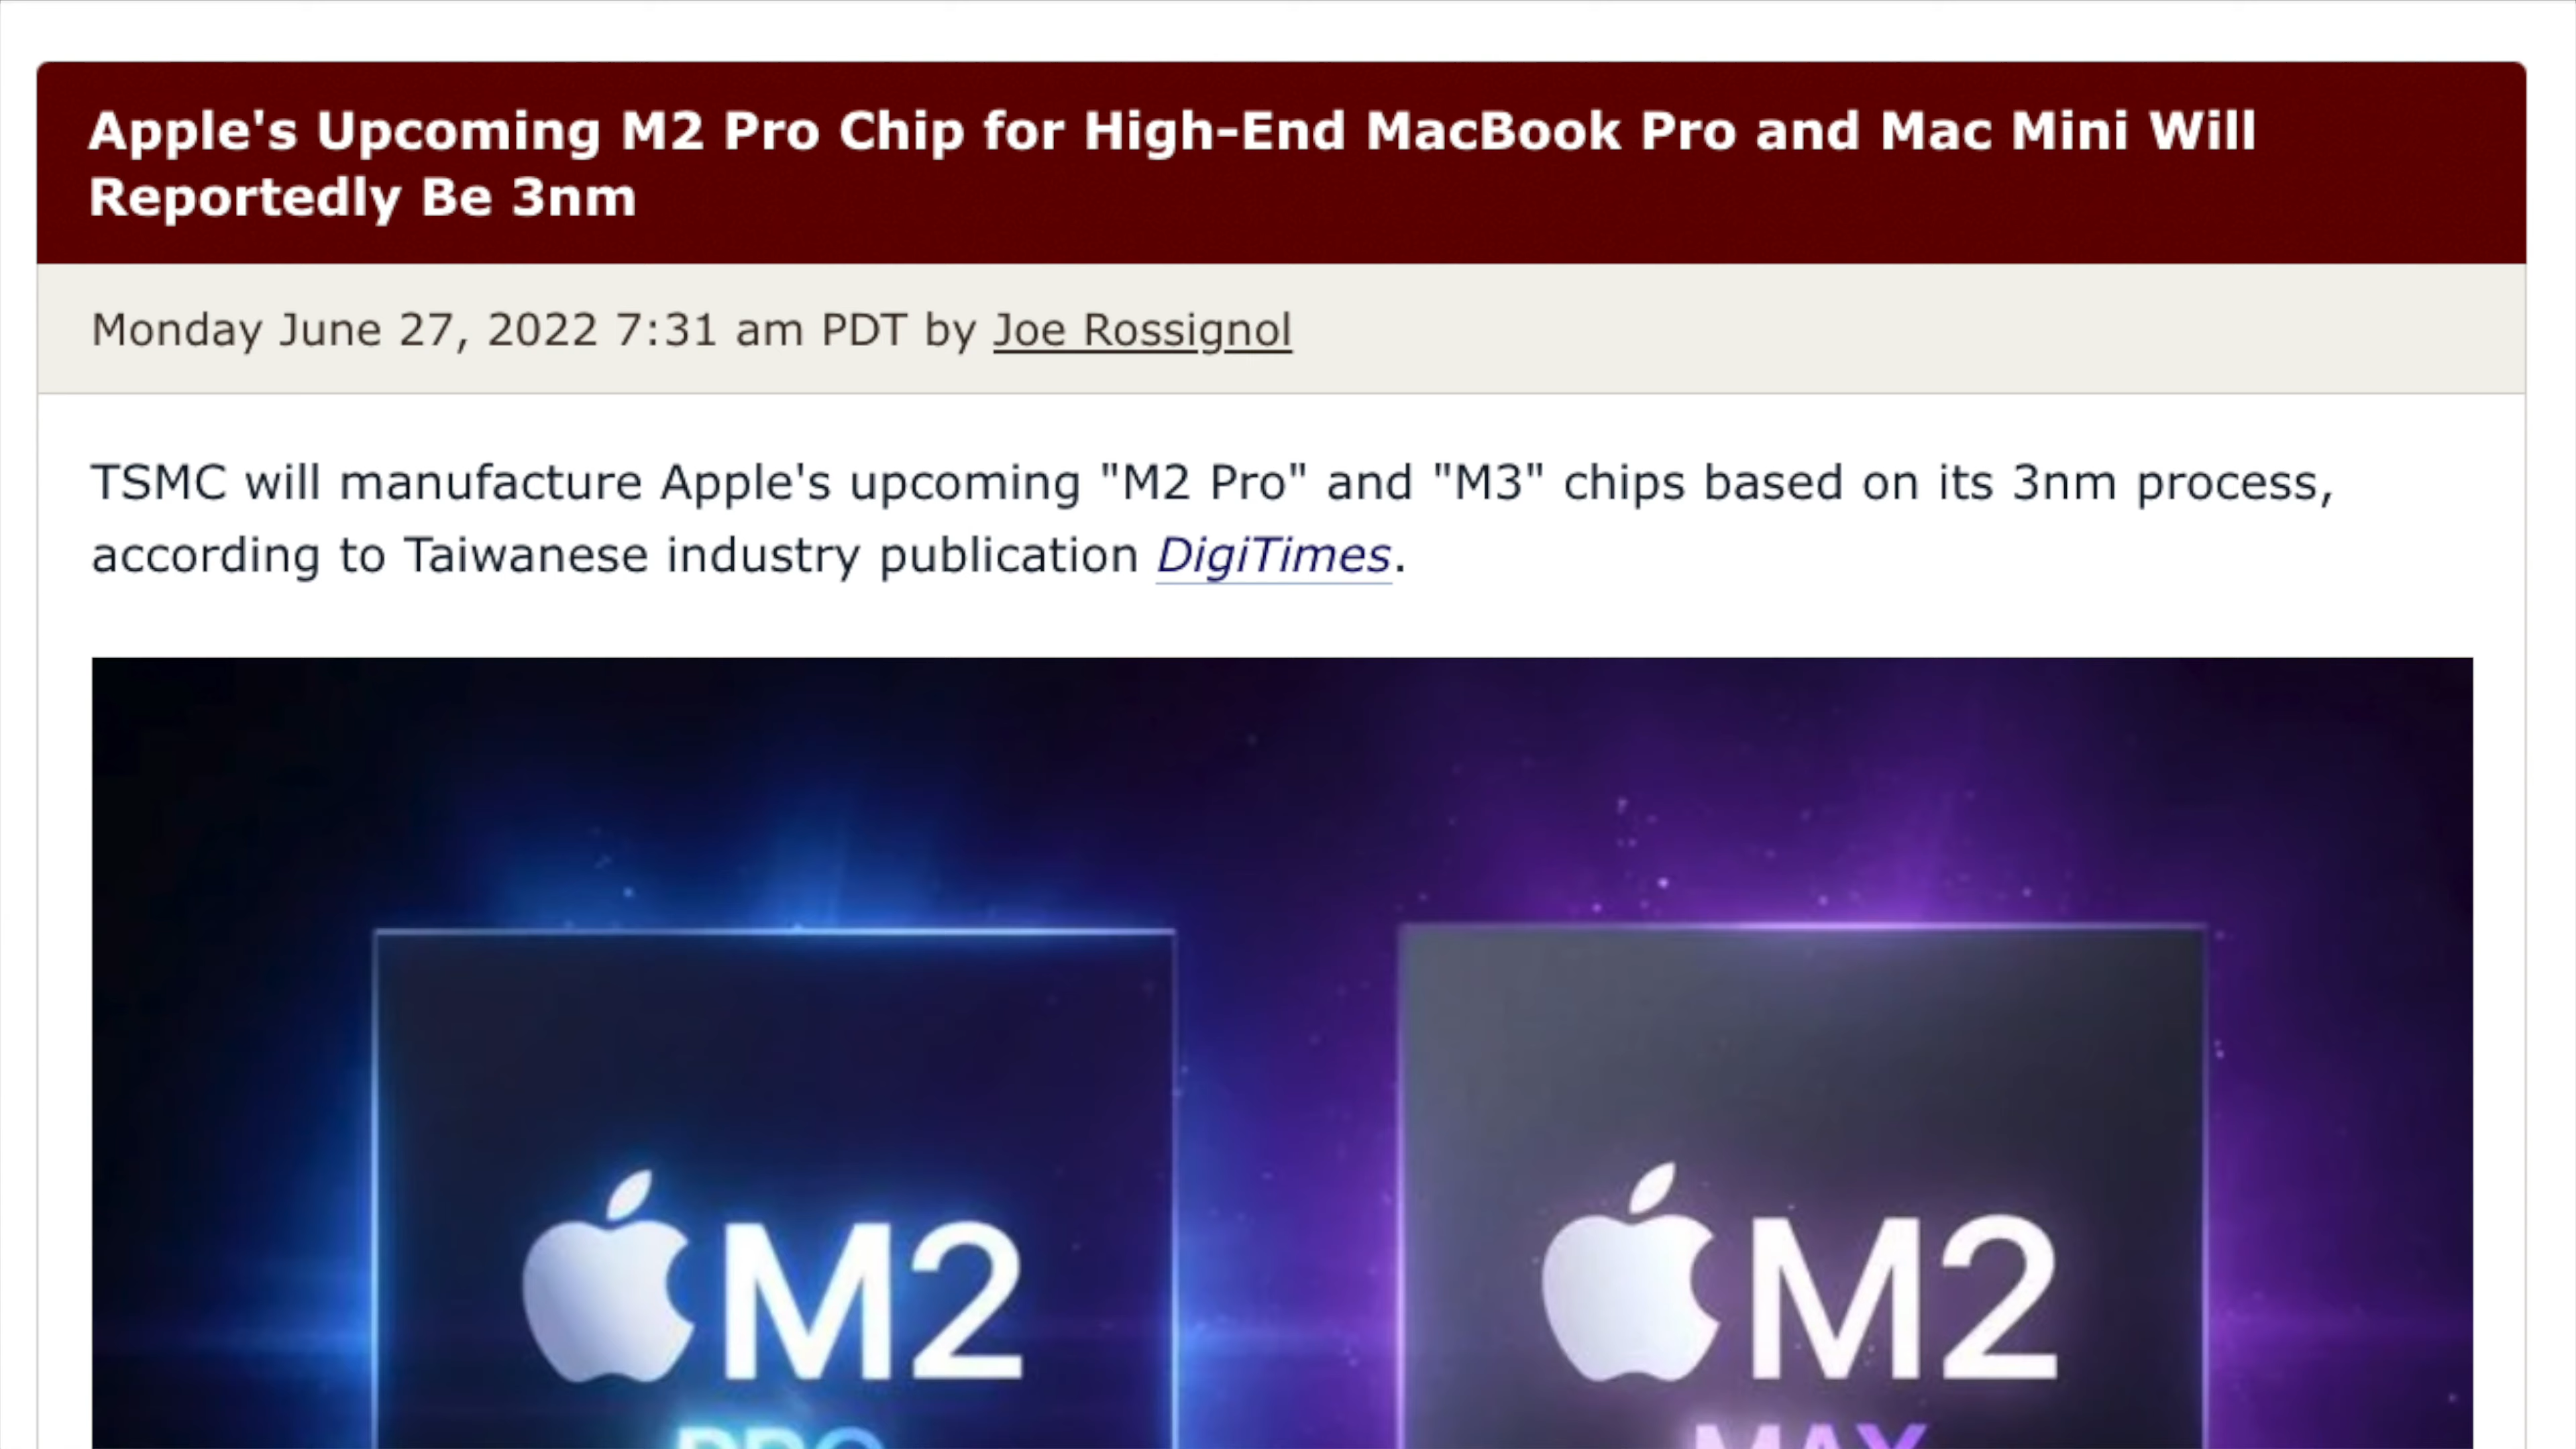 Apple's Upcoming M2 Pro Chip for High-End MacBook Pro and Mac Mini Will
Reportedly Be 3nm
Monday June 27, 2022 7:31 am PDT by Joe Rossignol
TSMC will manufacture Apple's upcoming "M2 Pro" and "M3" chips based on its 3nm process,
according to Taiwanese industry publication DigiTimes.
M2
PRO
M2
MAX